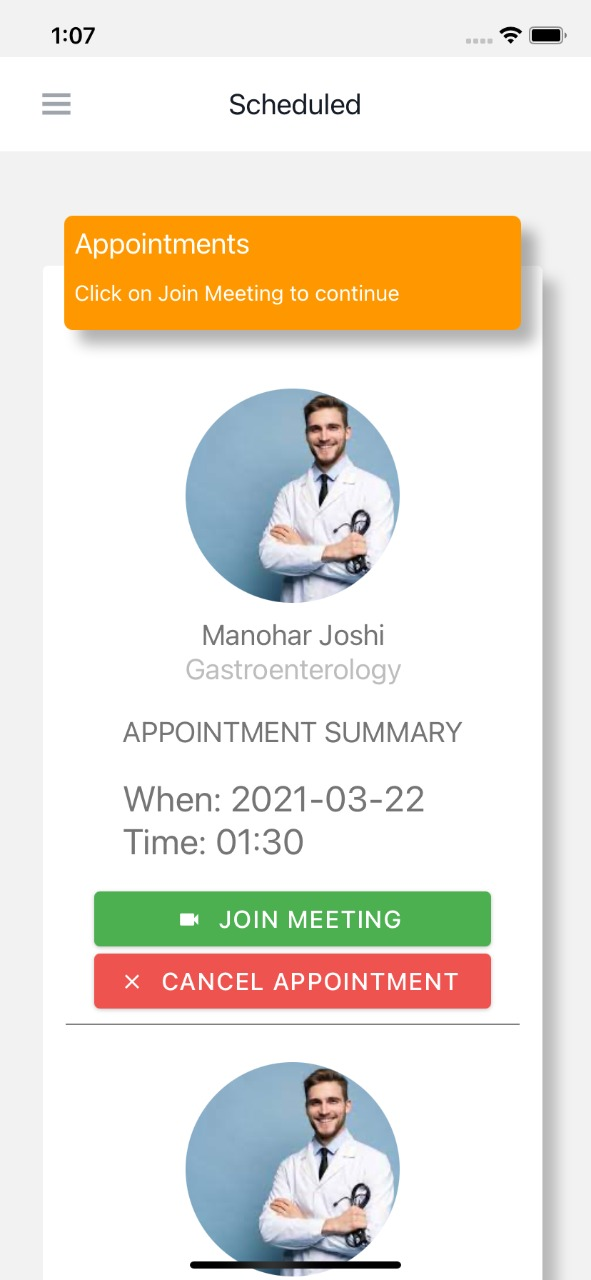 1:07
Scheduled
Appointments
Click on Join Meeting to continue
Manohar Joshi
Gastroenterology
APPOINTMENT SUMMARY
When: 2021-03-22
Time: 01:30
JOIN MEETING
CANCEL APPOINTMENT